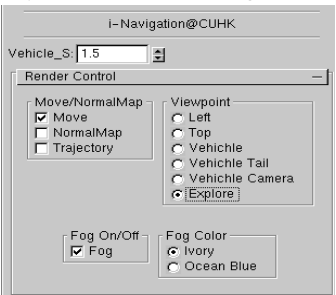 i-Navigation@CUHK
Vehicle_S: 1.5
Render Control
Move/NormalMap
Move
NormalMap
Trajectory
Viewpoint
Left
Top
Vehichle
Vehichle Tail
Vehichle Camera
Explore
Fog On/Off
Fog
Fog Color
Ivory
Ocean Blue